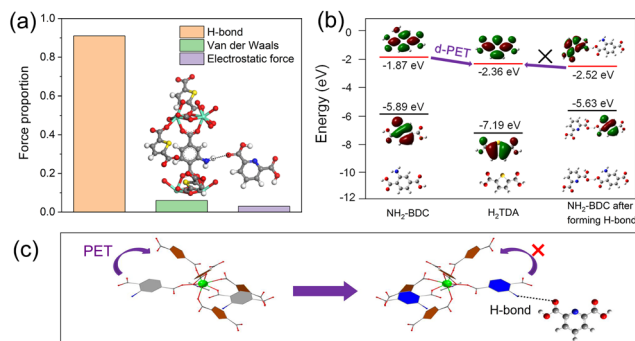 (a)
H-bond
Van der Waals
Electrostatic force
Force proportion
1.0
0.8
0.6
0.4
0.2
0.0
(b)
Energy (eV)
0
-2
-4
-6
-8
-10
-12
d-PET
-1.87 eV
-2.36 eV
-2.52 eV
-5.89 eV
-7.19 eV
-5.63 eV
NH₂-BDC
H₂TDA
NH₂-BDC after
forming H-bond
(c)
PET
H-bond